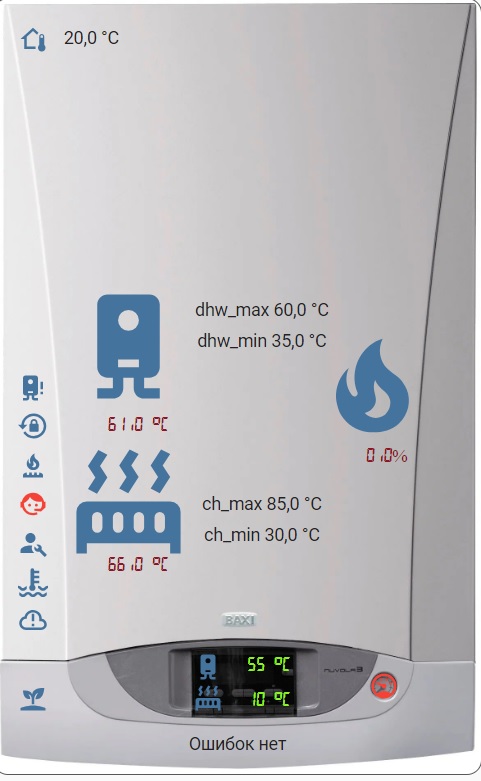 20,0 °C
dhw_max 60,0 °C
dhw_min 35,0 °C
61,0 °C
0,0%
ch_max 85,0 °C
ch_min 30,0 °C
66,0 °C
BAXI
55 °C
NUVOLA3
10 °C
Ошибок нет